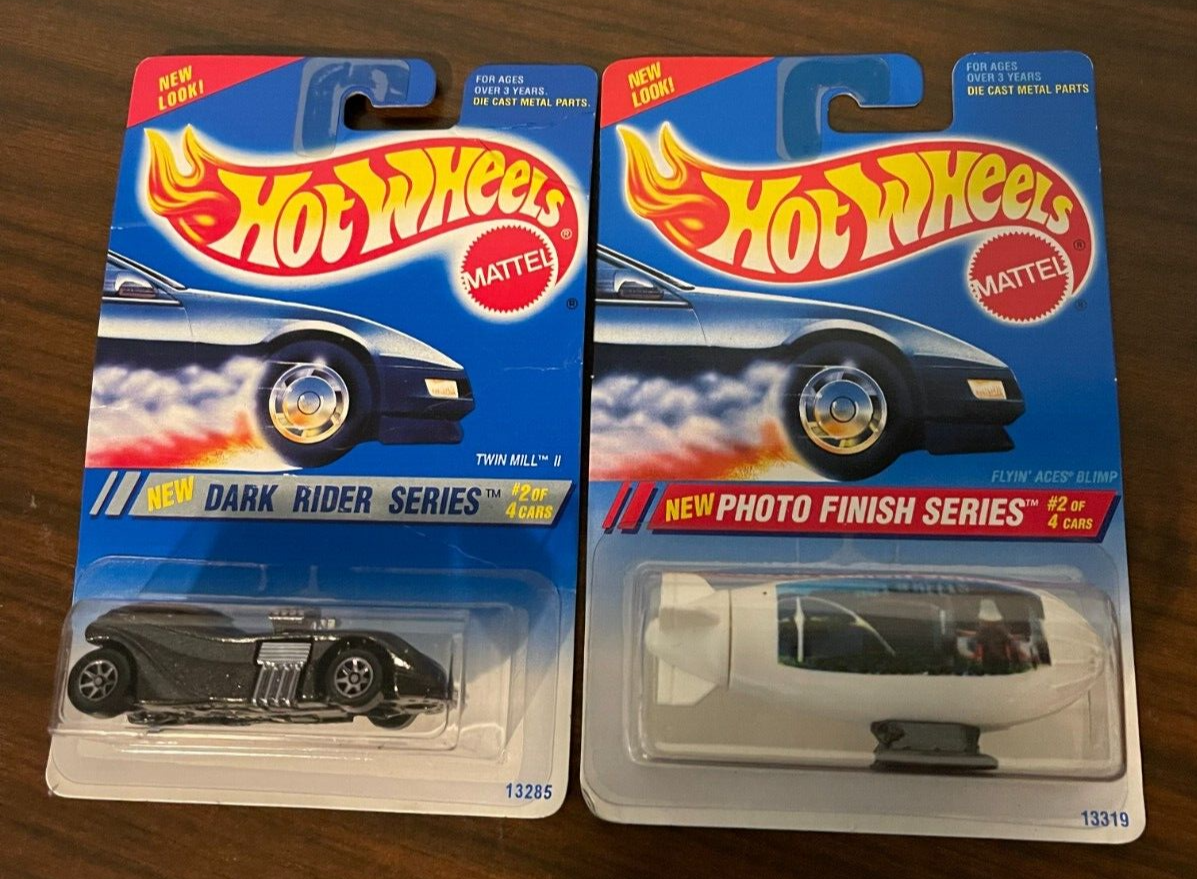 NEW
LOOK!
FOR AGES
OVER 3 YEARS.
DIE CAST METAL PARTS.
HOT WHEELS®
MATTEL
®
TWIN MILL™ II
NEW DARK RIDER SERIES™ #2 OF
4 CARS
13285
NEW
LOOK!
FOR AGES
OVER 3 YEARS
DIE CAST METAL PARTS
HOT WHEELS®
MATTEL
®
FLYIN' ACES® BLIMP
NEW PHOTO FINISH SERIES™ #2 OF
4 CARS
HOT WHEELS
13319